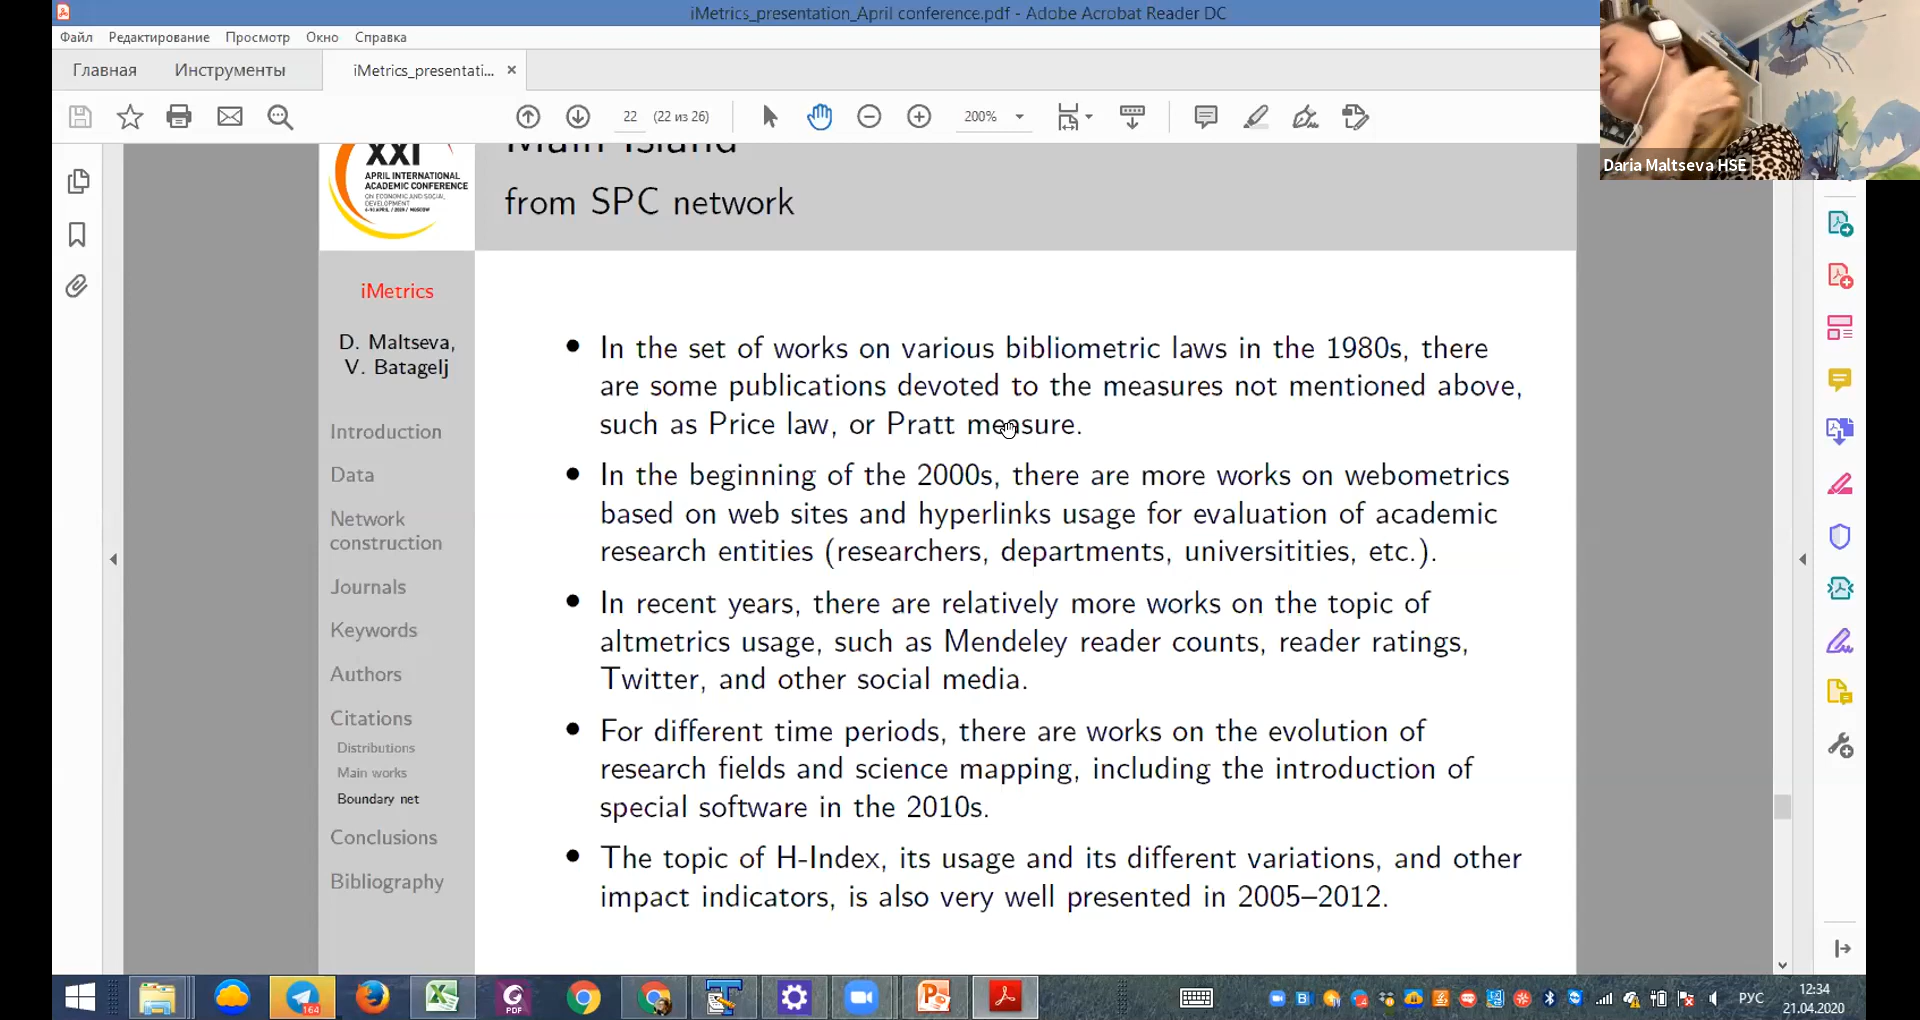 iMetrics_presentation_April conference.pdf - Adobe Acrobat Reader DC
Файл Редактирование Просмотр Окно Справка
Главная Инструменты iMetrics_presentati... ×
22 (22 из 26) 200%
Daria Maltseva HSE
XXI
APRIL INTERNATIONAL
ACADEMIC CONFERENCE
ON ECONOMIC AND SOCIAL
DEVELOPMENT
Main Island
from SPC network
iMetrics
D. Maltseva,
V. Batagelj
Introduction
Data
Network
construction
Journals
Keywords
Authors
Citations
Distributions
Main works
Boundary net
Conclusions
Bibliography
• In the set of works on various bibliometric laws in the 1980s, there
are some publications devoted to the measures not mentioned above,
such as Price law, or Pratt measure.
• In the beginning of the 2000s, there are more works on webometrics
based on web sites and hyperlinks usage for evaluation of academic
research entities (researchers, departments, universitities, etc.).
• In recent years, there are relatively more works on the topic of
altmetrics usage, such as Mendeley reader counts, reader ratings,
Twitter, and other social media.
• For different time periods, there are works on the evolution of
research fields and science mapping, including the introduction of
special software in the 2010s.
• The topic of H-Index, its usage and its different variations, and other
impact indicators, is also very well presented in 2005–2012.
164
PDF
РУС
12:34
21.04.2020